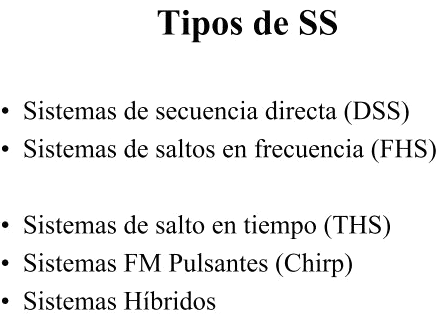 Tipos de SS
• Sistemas de secuencia directa (DSS)
• Sistemas de saltos en frecuencia (FHS)
• Sistemas de salto en tiempo (THS)
• Sistemas FM Pulsantes (Chirp)
• Sistemas Híbridos